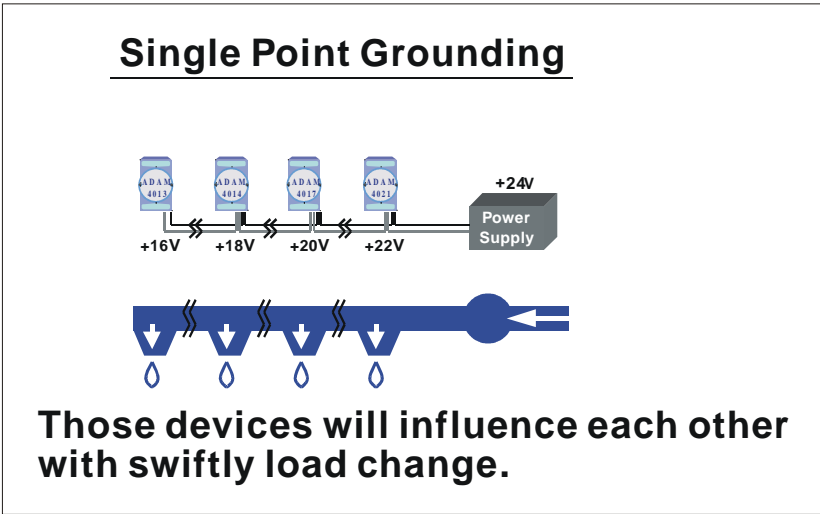 Single Point Grounding
ADAM
4013
ADAM
4014
ADAM
4017
ADAM
4021
+24V
Power
Supply
+16V
+18V
+20V
+22V
Those devices will influence each other
with swiftly load change.